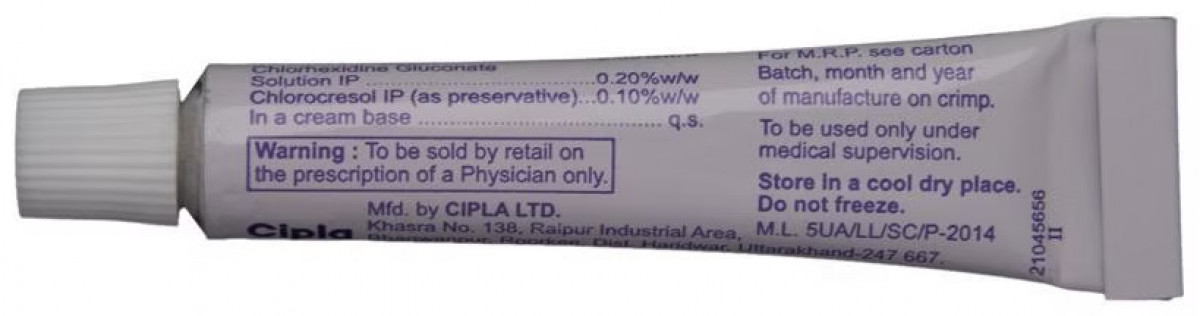 Chlorhexidine Gluconate
Solution IP ............................0.20%w/w
Chlorocresol IP (as preservative)...0.10%w/w
In a cream base ..................................... q.s.
Warning : To be sold by retail on
the prescription of a Physician only.
Mfd. by CIPLA LTD.
Cipla
Khasra No. 138, Raipur Industrial Area,
Roorkee, Dist. Haridwar, Uttarakhand-247 667.
For M.R.P. see carton
Batch, month and year
of manufacture on crimp.
To be used only under
medical supervision.
Store in a cool dry place.
Do not freeze.
M.L. 5UA/LL/SC/P-2014
21045656
II